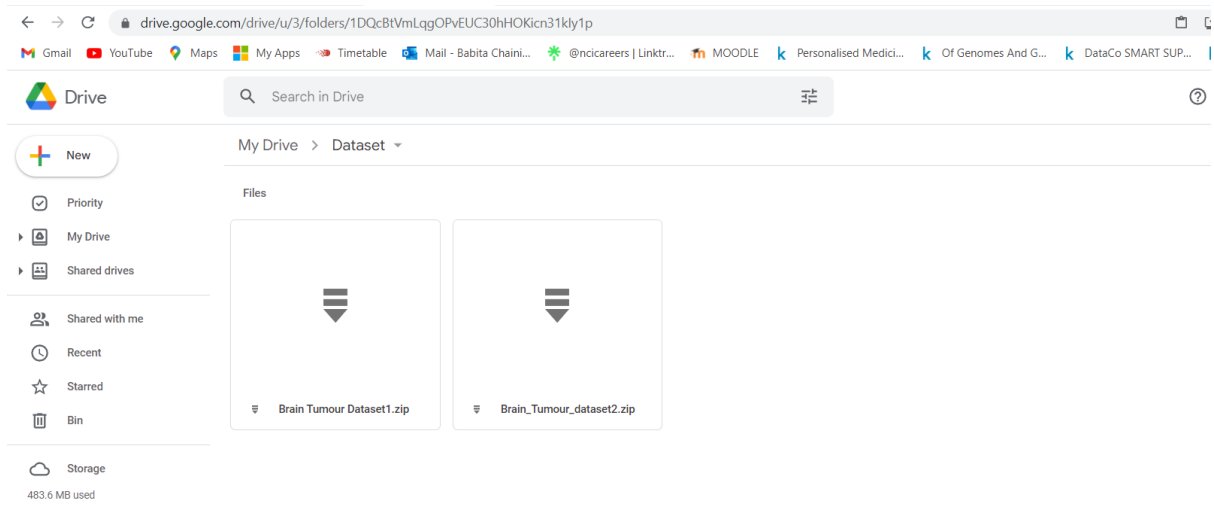 drive.google.com/drive/u/3/folders/1DQcBtVmLqgOPvEUC30hHOKicn31kly1p
Gmail YouTube Maps My Apps Timetable Mail - Babita Chaini... @ncicareers | Linktr... MOODLE Personalised Medici... Of Genomes And G... DataCo SMART SUP...
Drive
Search in Drive
New
My Drive > Dataset
Priority
My Drive
Shared drives
Shared with me
Recent
Starred
Bin
Storage
483.6 MB used
Files
Brain Tumour Dataset1.zip
Brain_Tumour_dataset2.zip